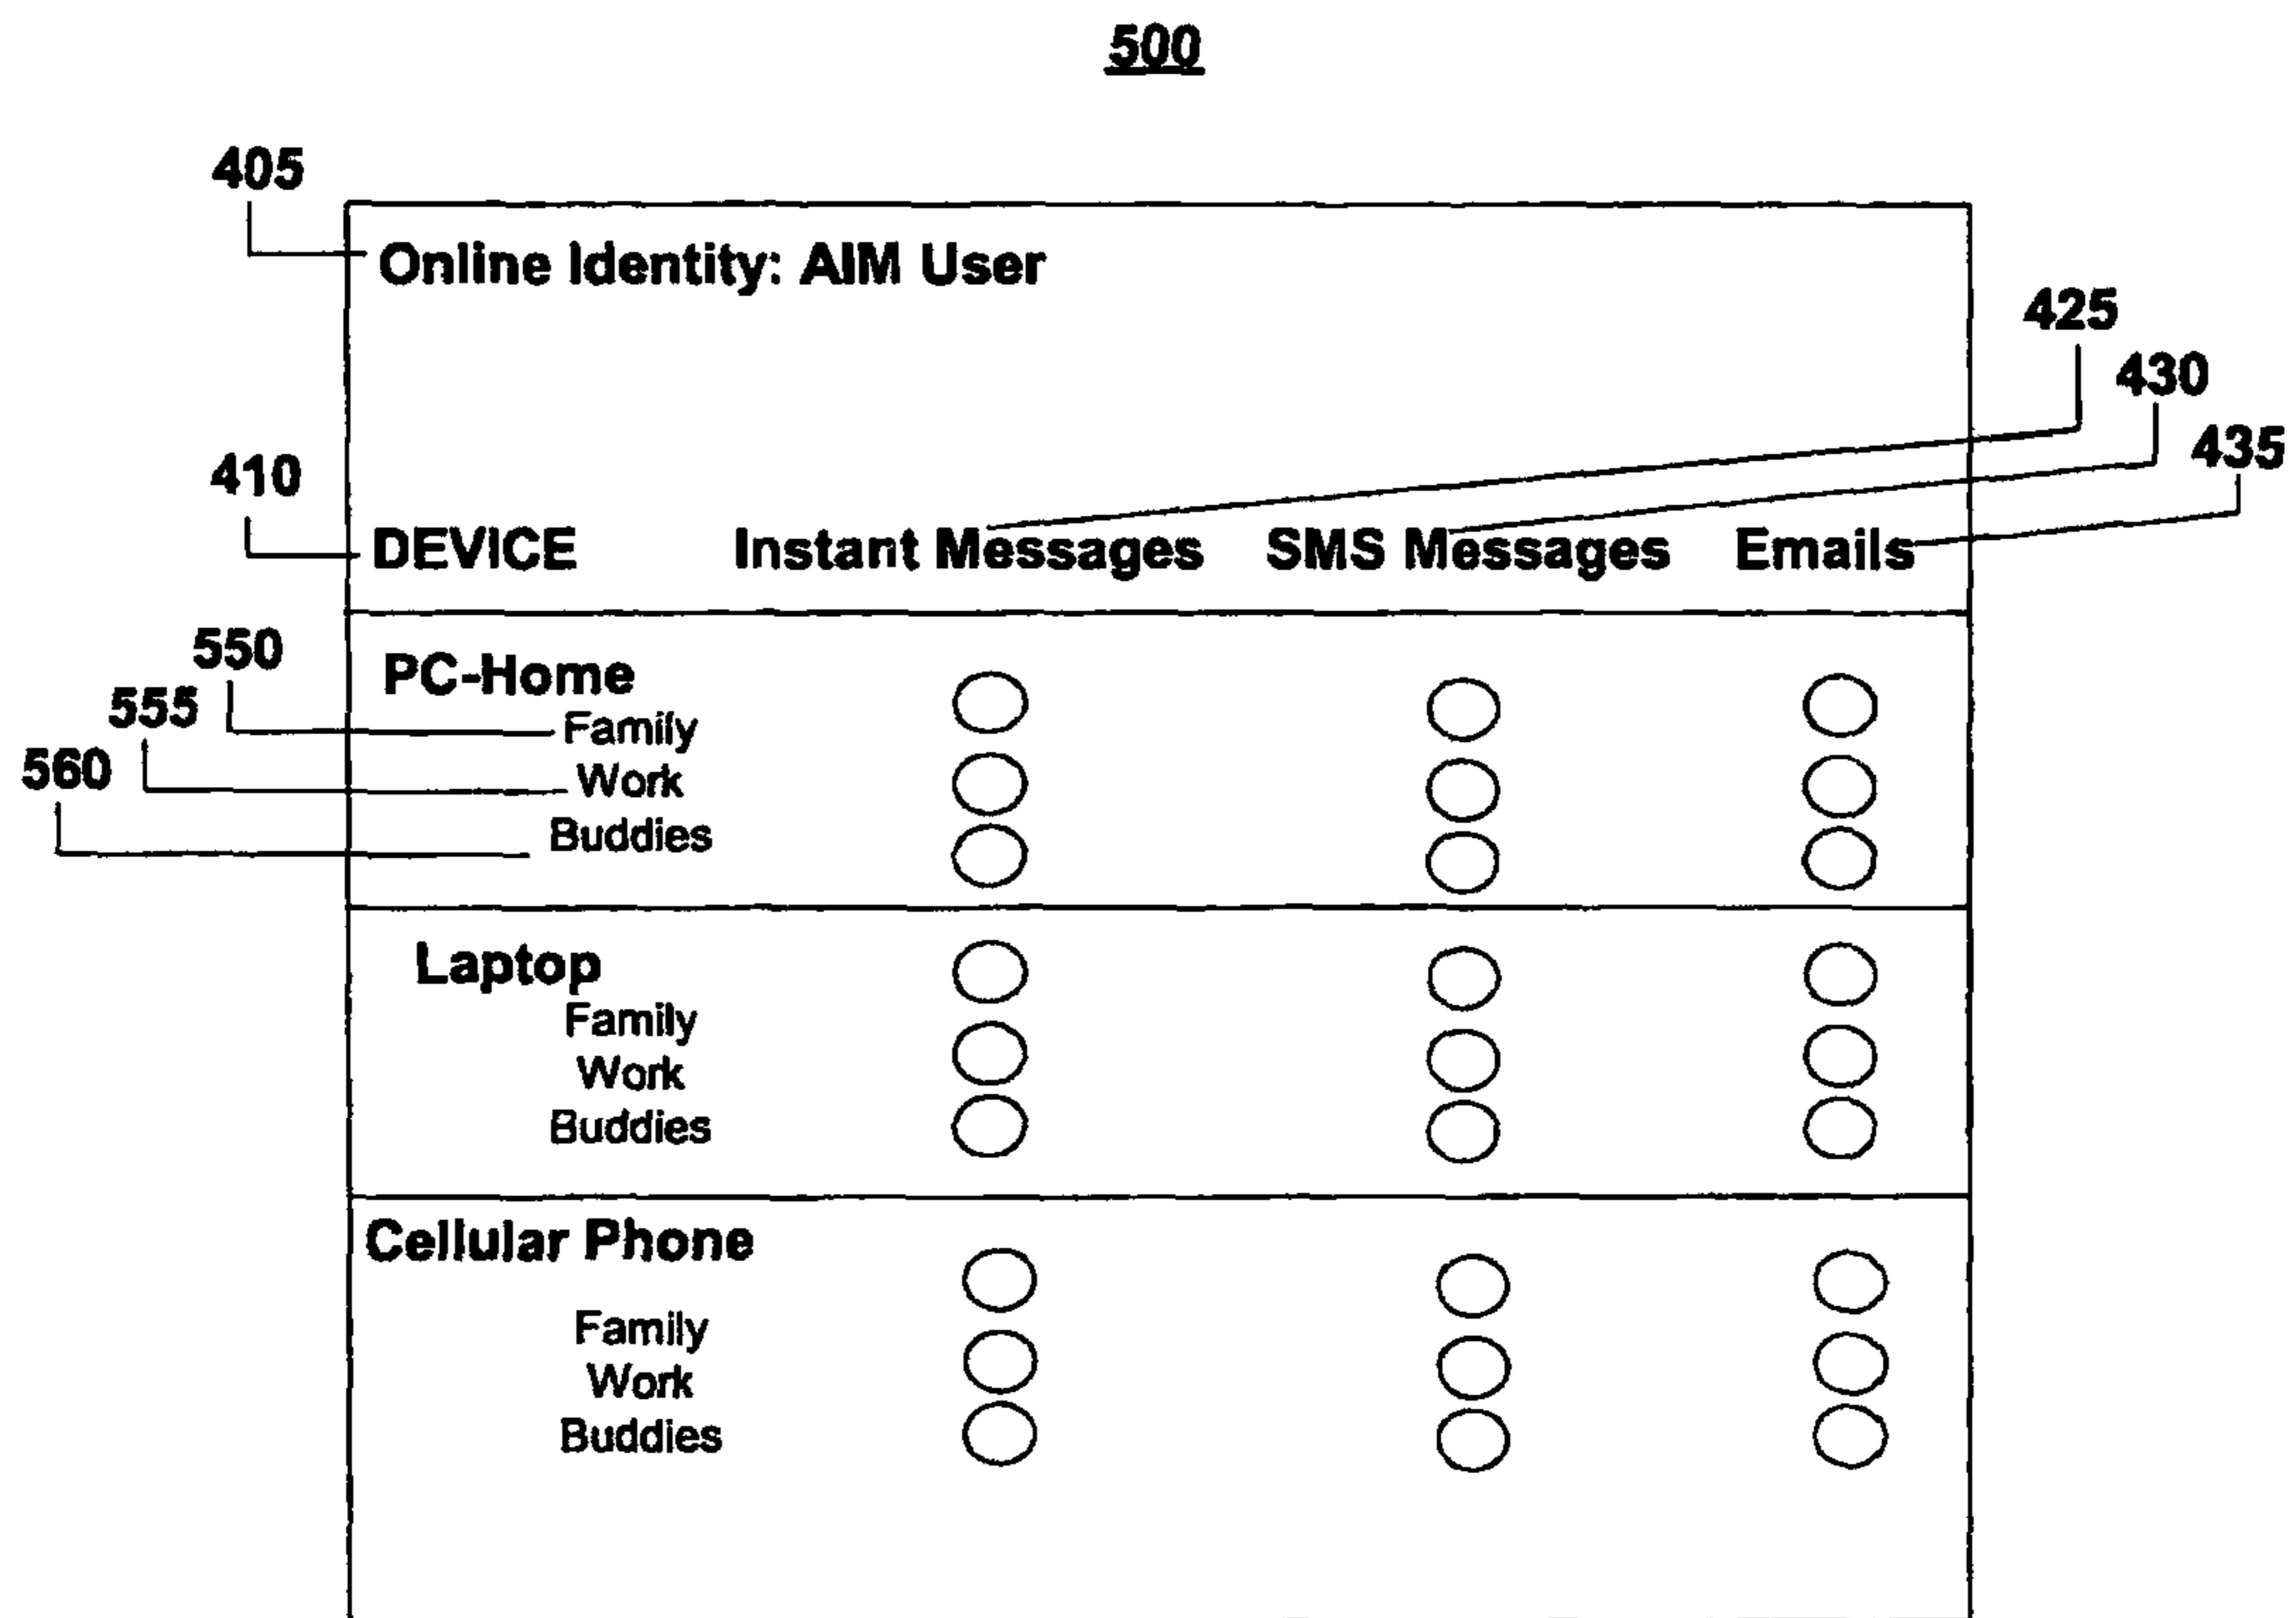 500
405
Online Identity: AIM User
425
430
435
410
DEVICE Instant Messages SMS Messages Emails
550
PC-Home
555
Family
560
Work
Buddies
Laptop
Family
Work
Buddies
Cellular Phone
Family
Work
Buddies